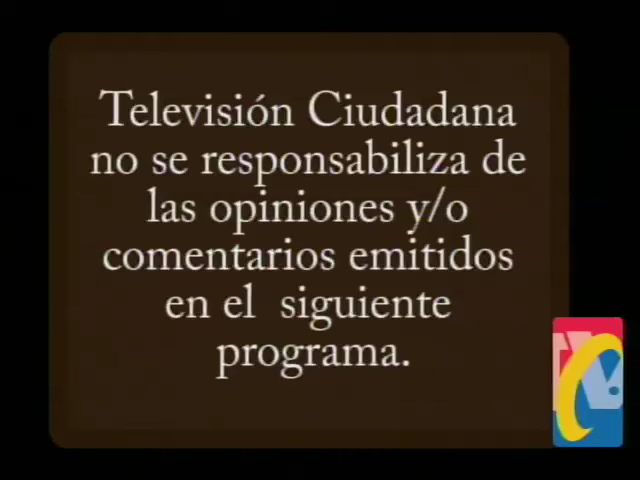 Televisión Ciudadana
no se responsabiliza de
las opiniones y/o
comentarios emitidos
en el siguiente
programa.